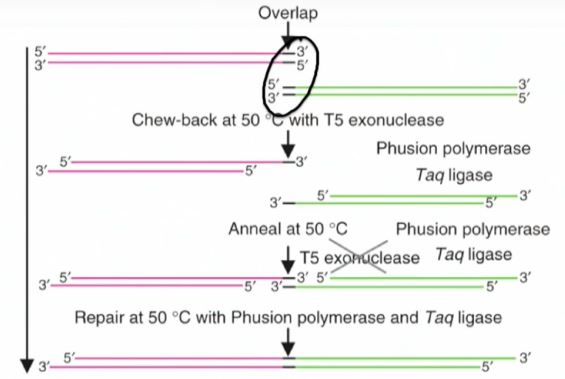 Overlap
5′ 3′
3′ 5′
5′ 3′
3′ 5′
Chew-back at 50 °C with T5 exonuclease
5′ 3′
3′ 5′
Phusion polymerase
Taq ligase
5′ 3′
3′ 5′
Anneal at 50 °C Phusion polymerase
T5 exonuclease Taq ligase
5′ 3′ 5′ 3′
3′ 5′ 3′ 5′
Repair at 50 °C with Phusion polymerase and Taq ligase
5′ 3′
3′ 5′